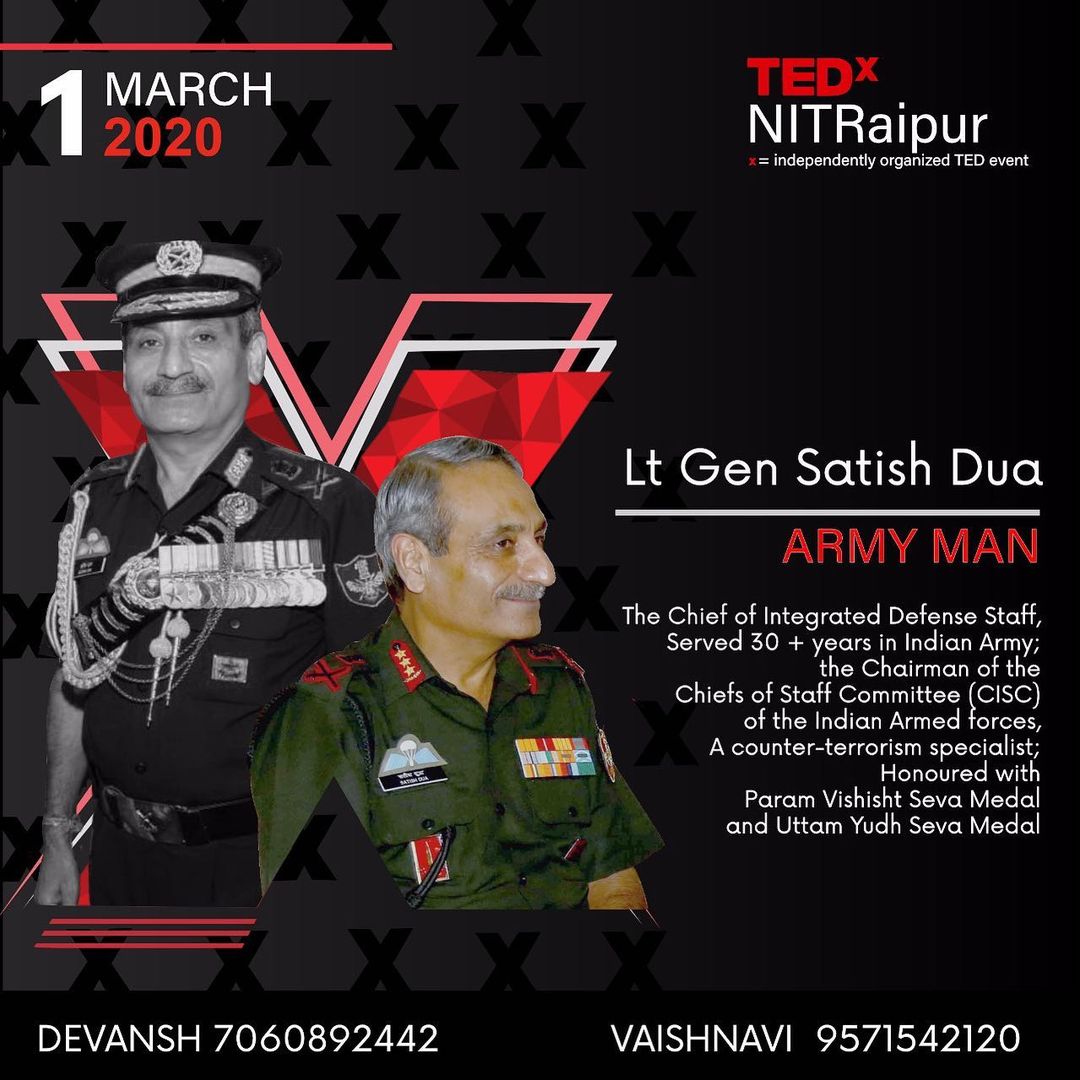 1 MARCH
2020
TEDx
NITRaipur
x = independently organized TED event
Lt Gen Satish Dua
ARMY MAN
The Chief of Integrated Defense Staff,
Served 30 + years in Indian Army;
the Chairman of the
Chiefs of Staff Committee (CISC)
of the Indian Armed forces,
A counter-terrorism specialist;
Honoured with
Param Vishisht Seva Medal
and Uttam Yudh Seva Medal
सतीश दुआ
SATISH DUA
DEVANSH 7060892442
VAISHNAVI 9571542120